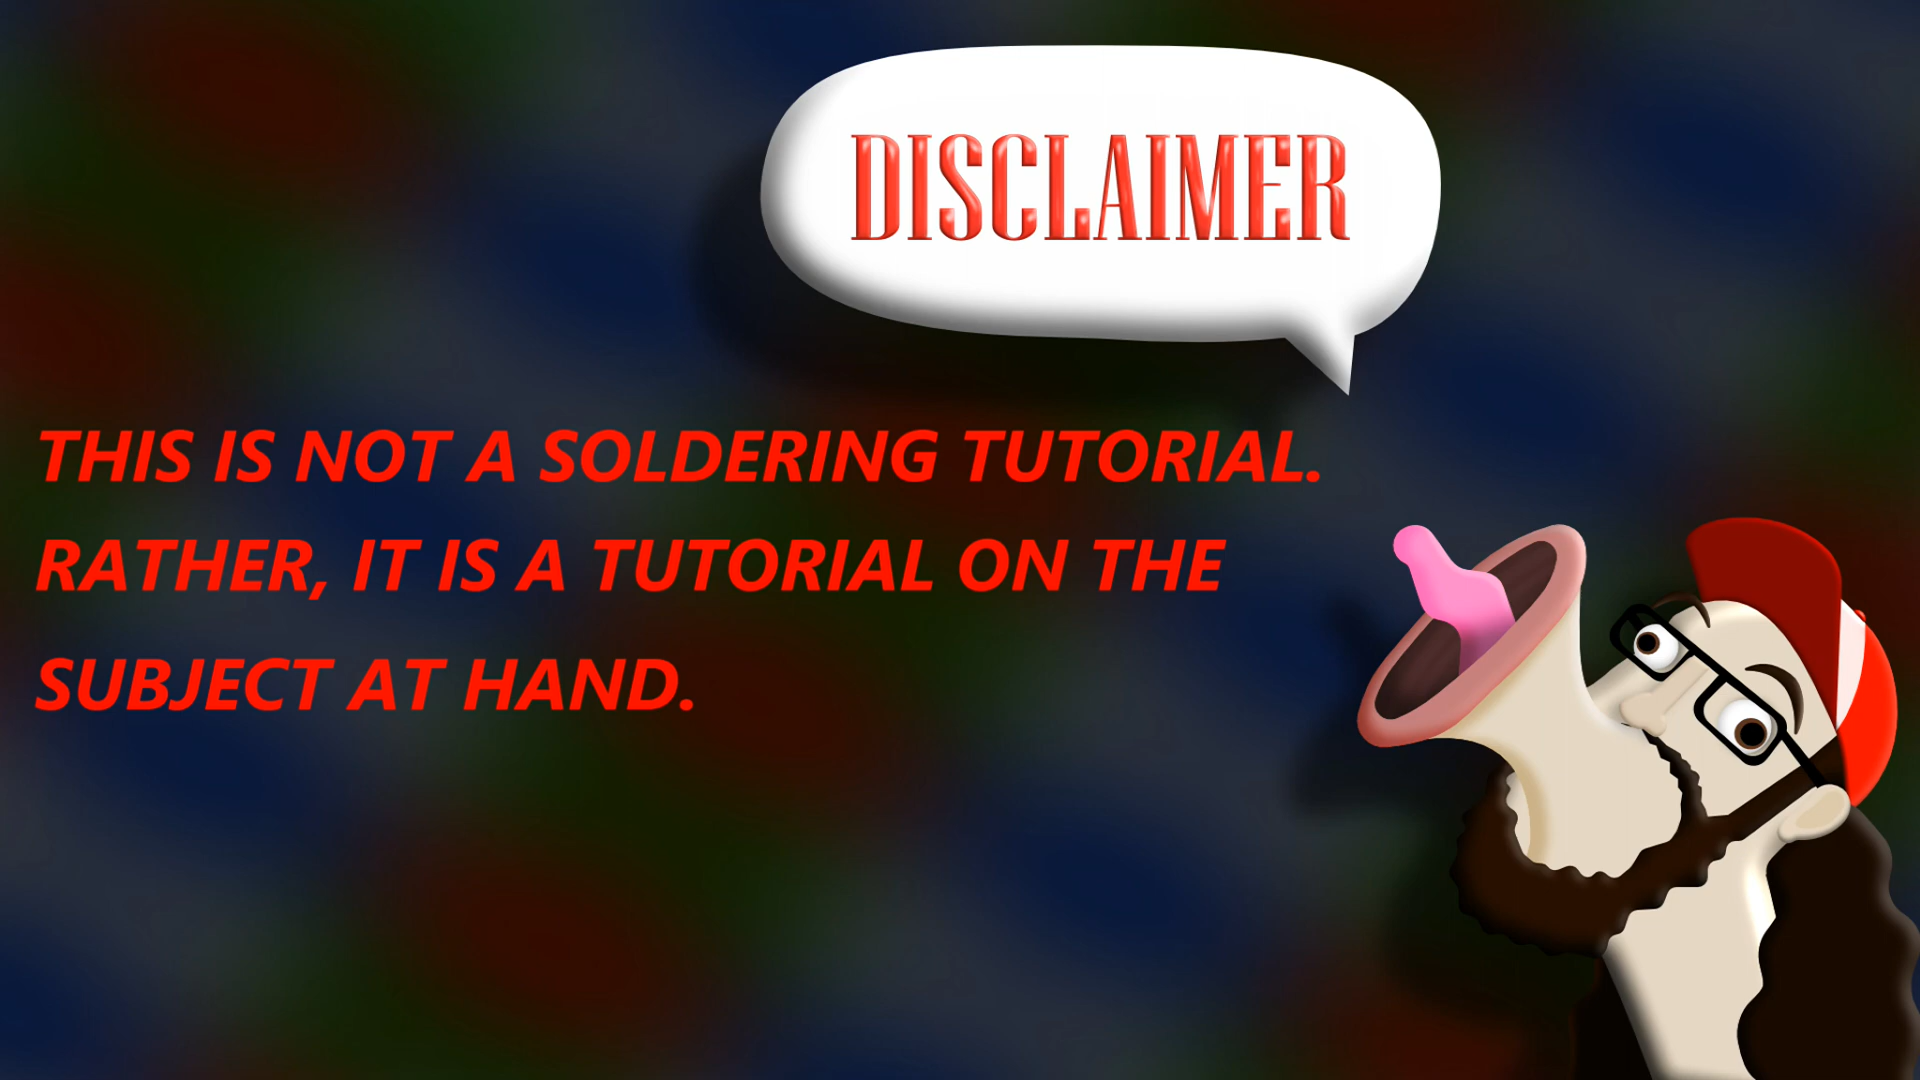 DISCLAIMER
THIS IS NOT A SOLDERING TUTORIAL.
RATHER, IT IS A TUTORIAL ON THE
SUBJECT AT HAND.